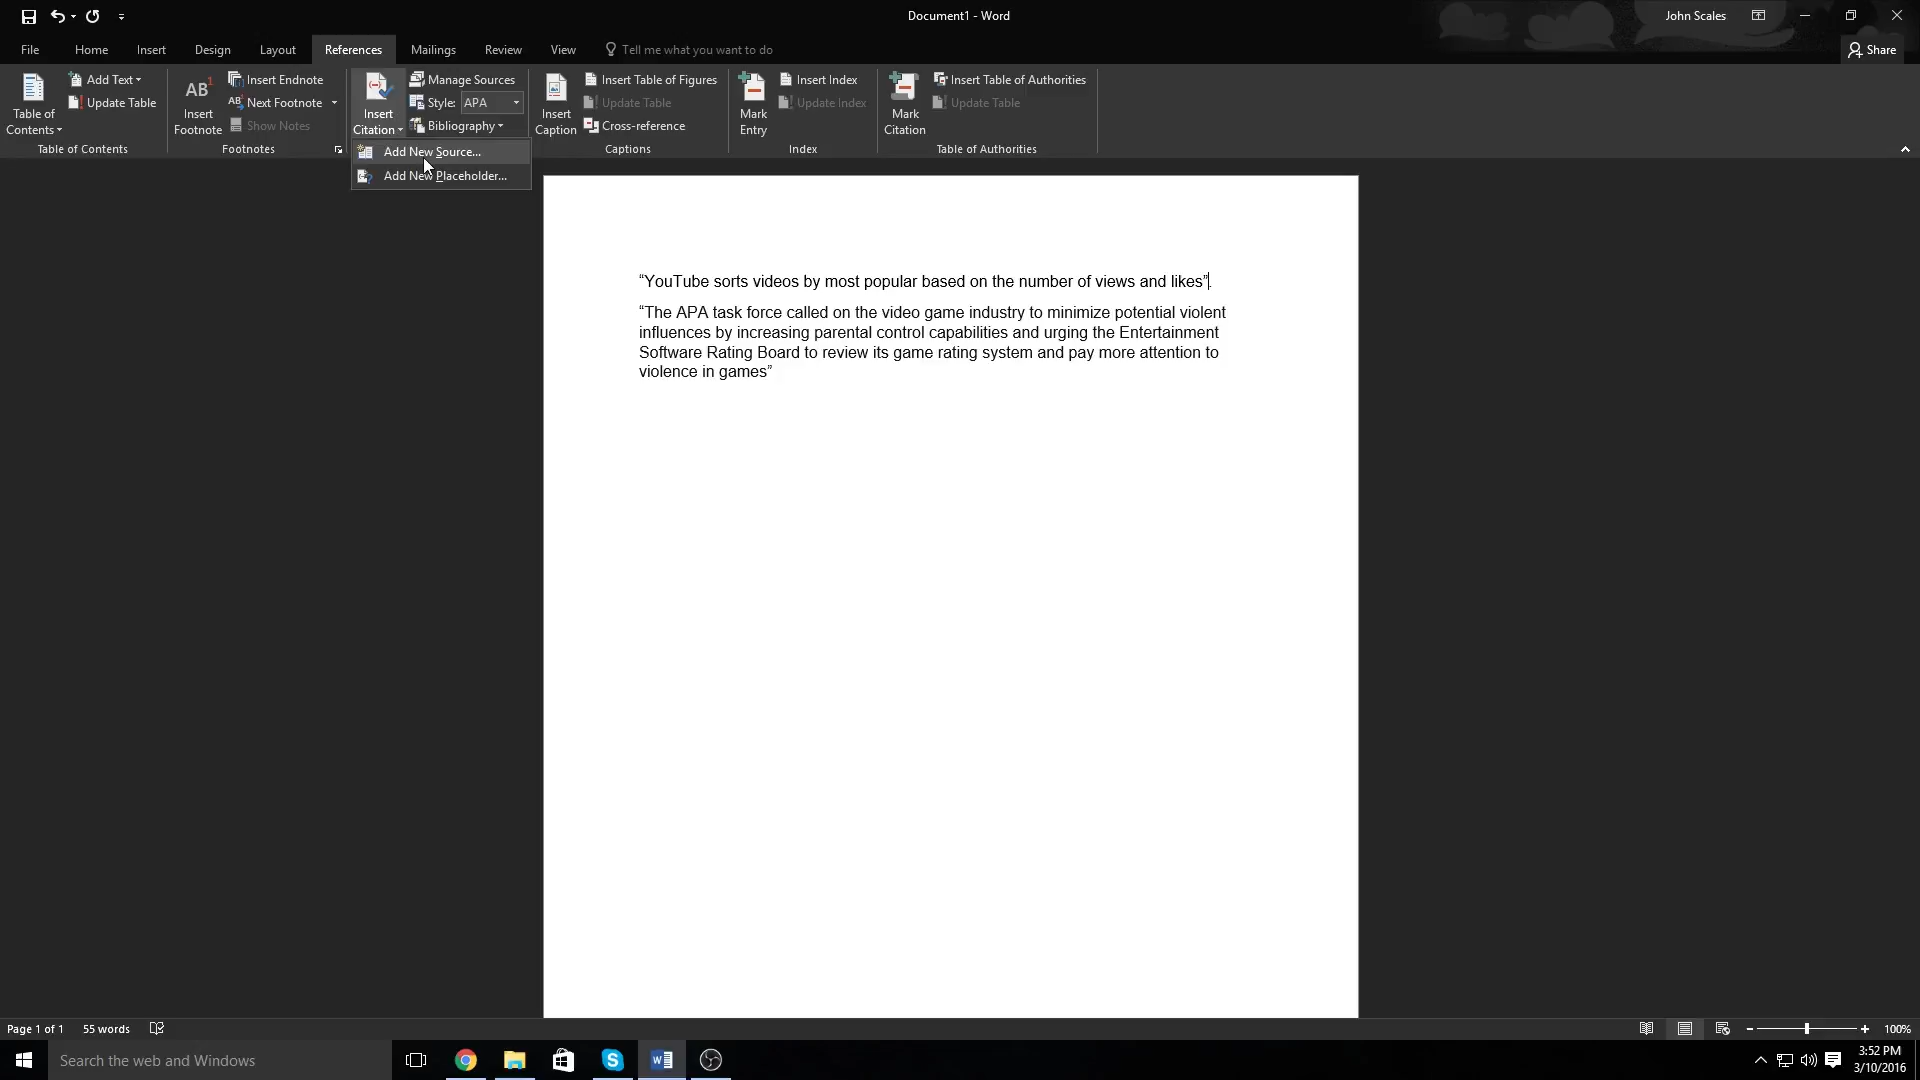 Document1 - Word
John Scales
File Home Insert Design Layout References Mailings Review View Tell me what you want to do
Share
Table of Contents
Add Text
Update Table
Table of Contents
AB1
Insert Footnote
Insert Endnote
AB1 Next Footnote
Show Notes
Footnotes
Insert Citation
Manage Sources
Style: APA
Bibliography
Add New Source...
Add New Placeholder...
Insert Caption
Insert Table of Figures
Update Table
Cross-reference
Captions
Mark Entry
Insert Index
Update Index
Index
Mark Citation
Insert Table of Authorities
Update Table
Table of Authorities
“YouTube sorts videos by most popular based on the number of views and likes”.
“The APA task force called on the video game industry to minimize potential violent
influences by increasing parental control capabilities and urging the Entertainment
Software Rating Board to review its game rating system and pay more attention to
violence in games”
Page 1 of 1 55 words
100%
Search the web and Windows
3:52 PM
3/10/2016